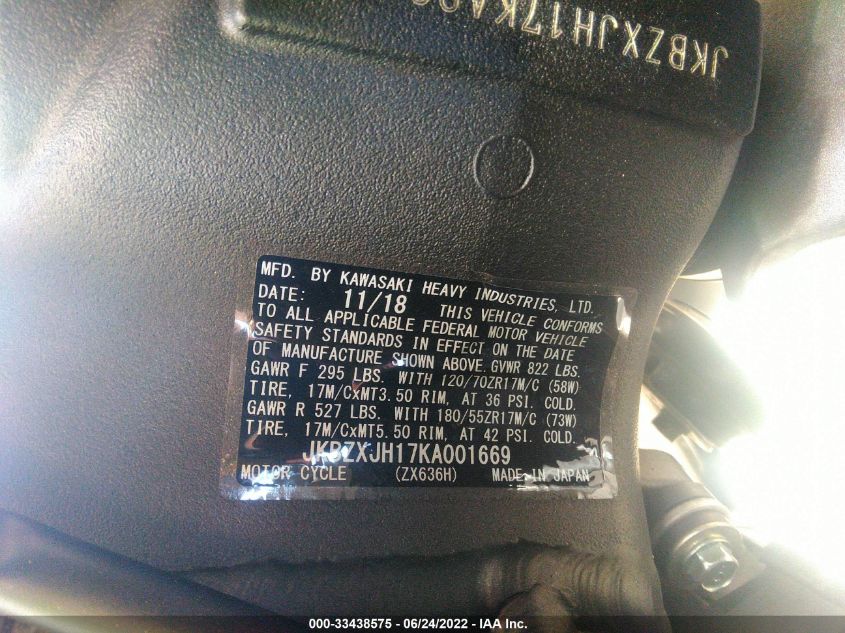 JKBZXJH17KA00
MFD. BY KAWASAKI HEAVY INDUSTRIES, LTD.
DATE: 11/18 THIS VEHICLE CONFORMS
TO ALL APPLICABLE FEDERAL MOTOR VEHICLE
SAFETY STANDARDS IN EFFECT ON THE DATE
OF MANUFACTURE SHOWN ABOVE. GVWR 822 LBS.
GAWR F 295 LBS. WITH 120/70ZR17M/C (58W)
TIRE, 17M/CxMT3.50 RIM, AT 36 PSI. COLD.
GAWR R 527 LBS. WITH 180/55ZR17M/C (73W)
TIRE, 17M/CxMT5.50 RIM, AT 42 PSI. COLD.
JKBZXJH17KA001669
MOTOR CYCLE (ZX636H) MADE IN JAPAN
000-33438575 - 06/24/2022 - IAA Inc.